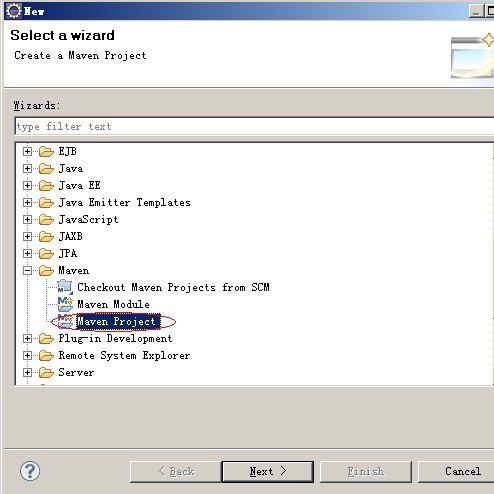 New
Select a wizard
Create a Maven Project
Wizards:
type filter text
EJB
Java
Java EE
Java Emitter Templates
JavaScript
JAXB
JPA
Maven
Checkout Maven Projects from SCM
Maven Module
Maven Project
Plug-in Development
Remote System Explorer
Server
?
< Back
Next >
Finish
Cancel